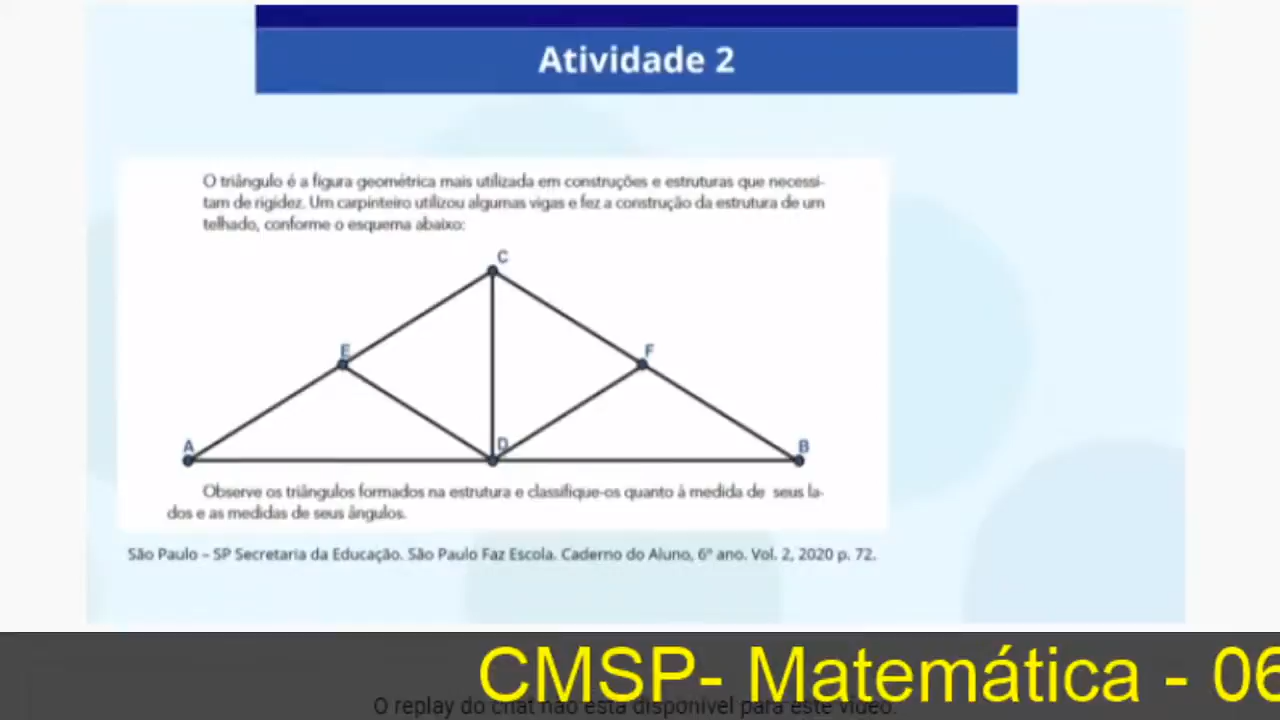 Atividade 2
O triângulo é a figura geométrica mais utilizada em construções e estruturas que necessi-
tam de rigidez. Um carpinteiro utilizou algumas vigas e fez a construção da estrutura de um
telhado, conforme o esquema abaixo:
C
E
F
A
D
B
Observe os triângulos formados na estrutura e classifique-os quanto à medida de seus la-
dos e as medidas de seus ângulos.
São Paulo – SP Secretaria da Educação. São Paulo Faz Escola. Caderno do Aluno, 6º ano. Vol. 2, 2020 p. 72.
CMSP- Matemática - 06
O replay do chat não está disponível para este vídeo.